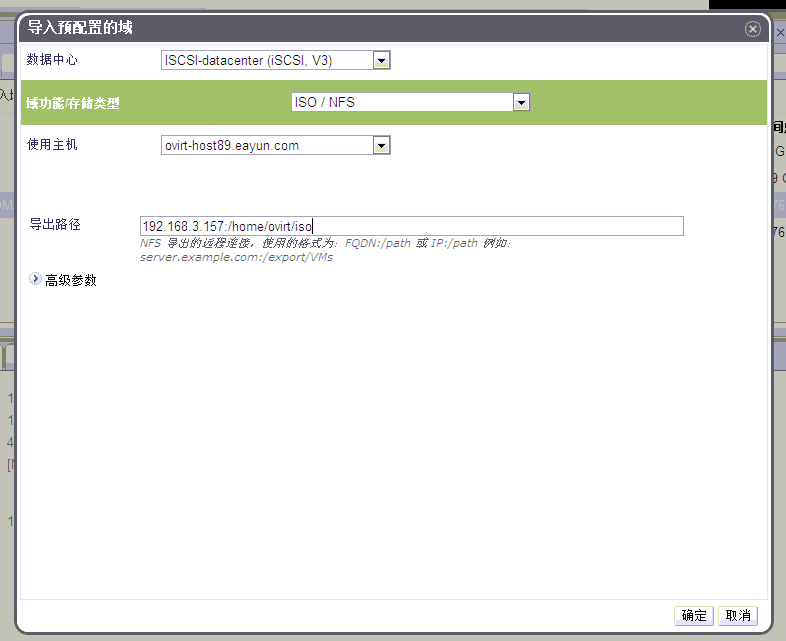 导入预配置的域
数据中心 ISCSI-datacenter (iSCSI, V3)
域功能/存储类型 ISO / NFS
使用主机 ovirt-host89.eayun.com
导出路径 192.168.3.157:/home/ovirt/iso
NFS 导出的远程连接，使用的格式为：FQDN:/path 或 IP:/path 例如:
server.example.com:/export/VMs
高级参数
确定 取消